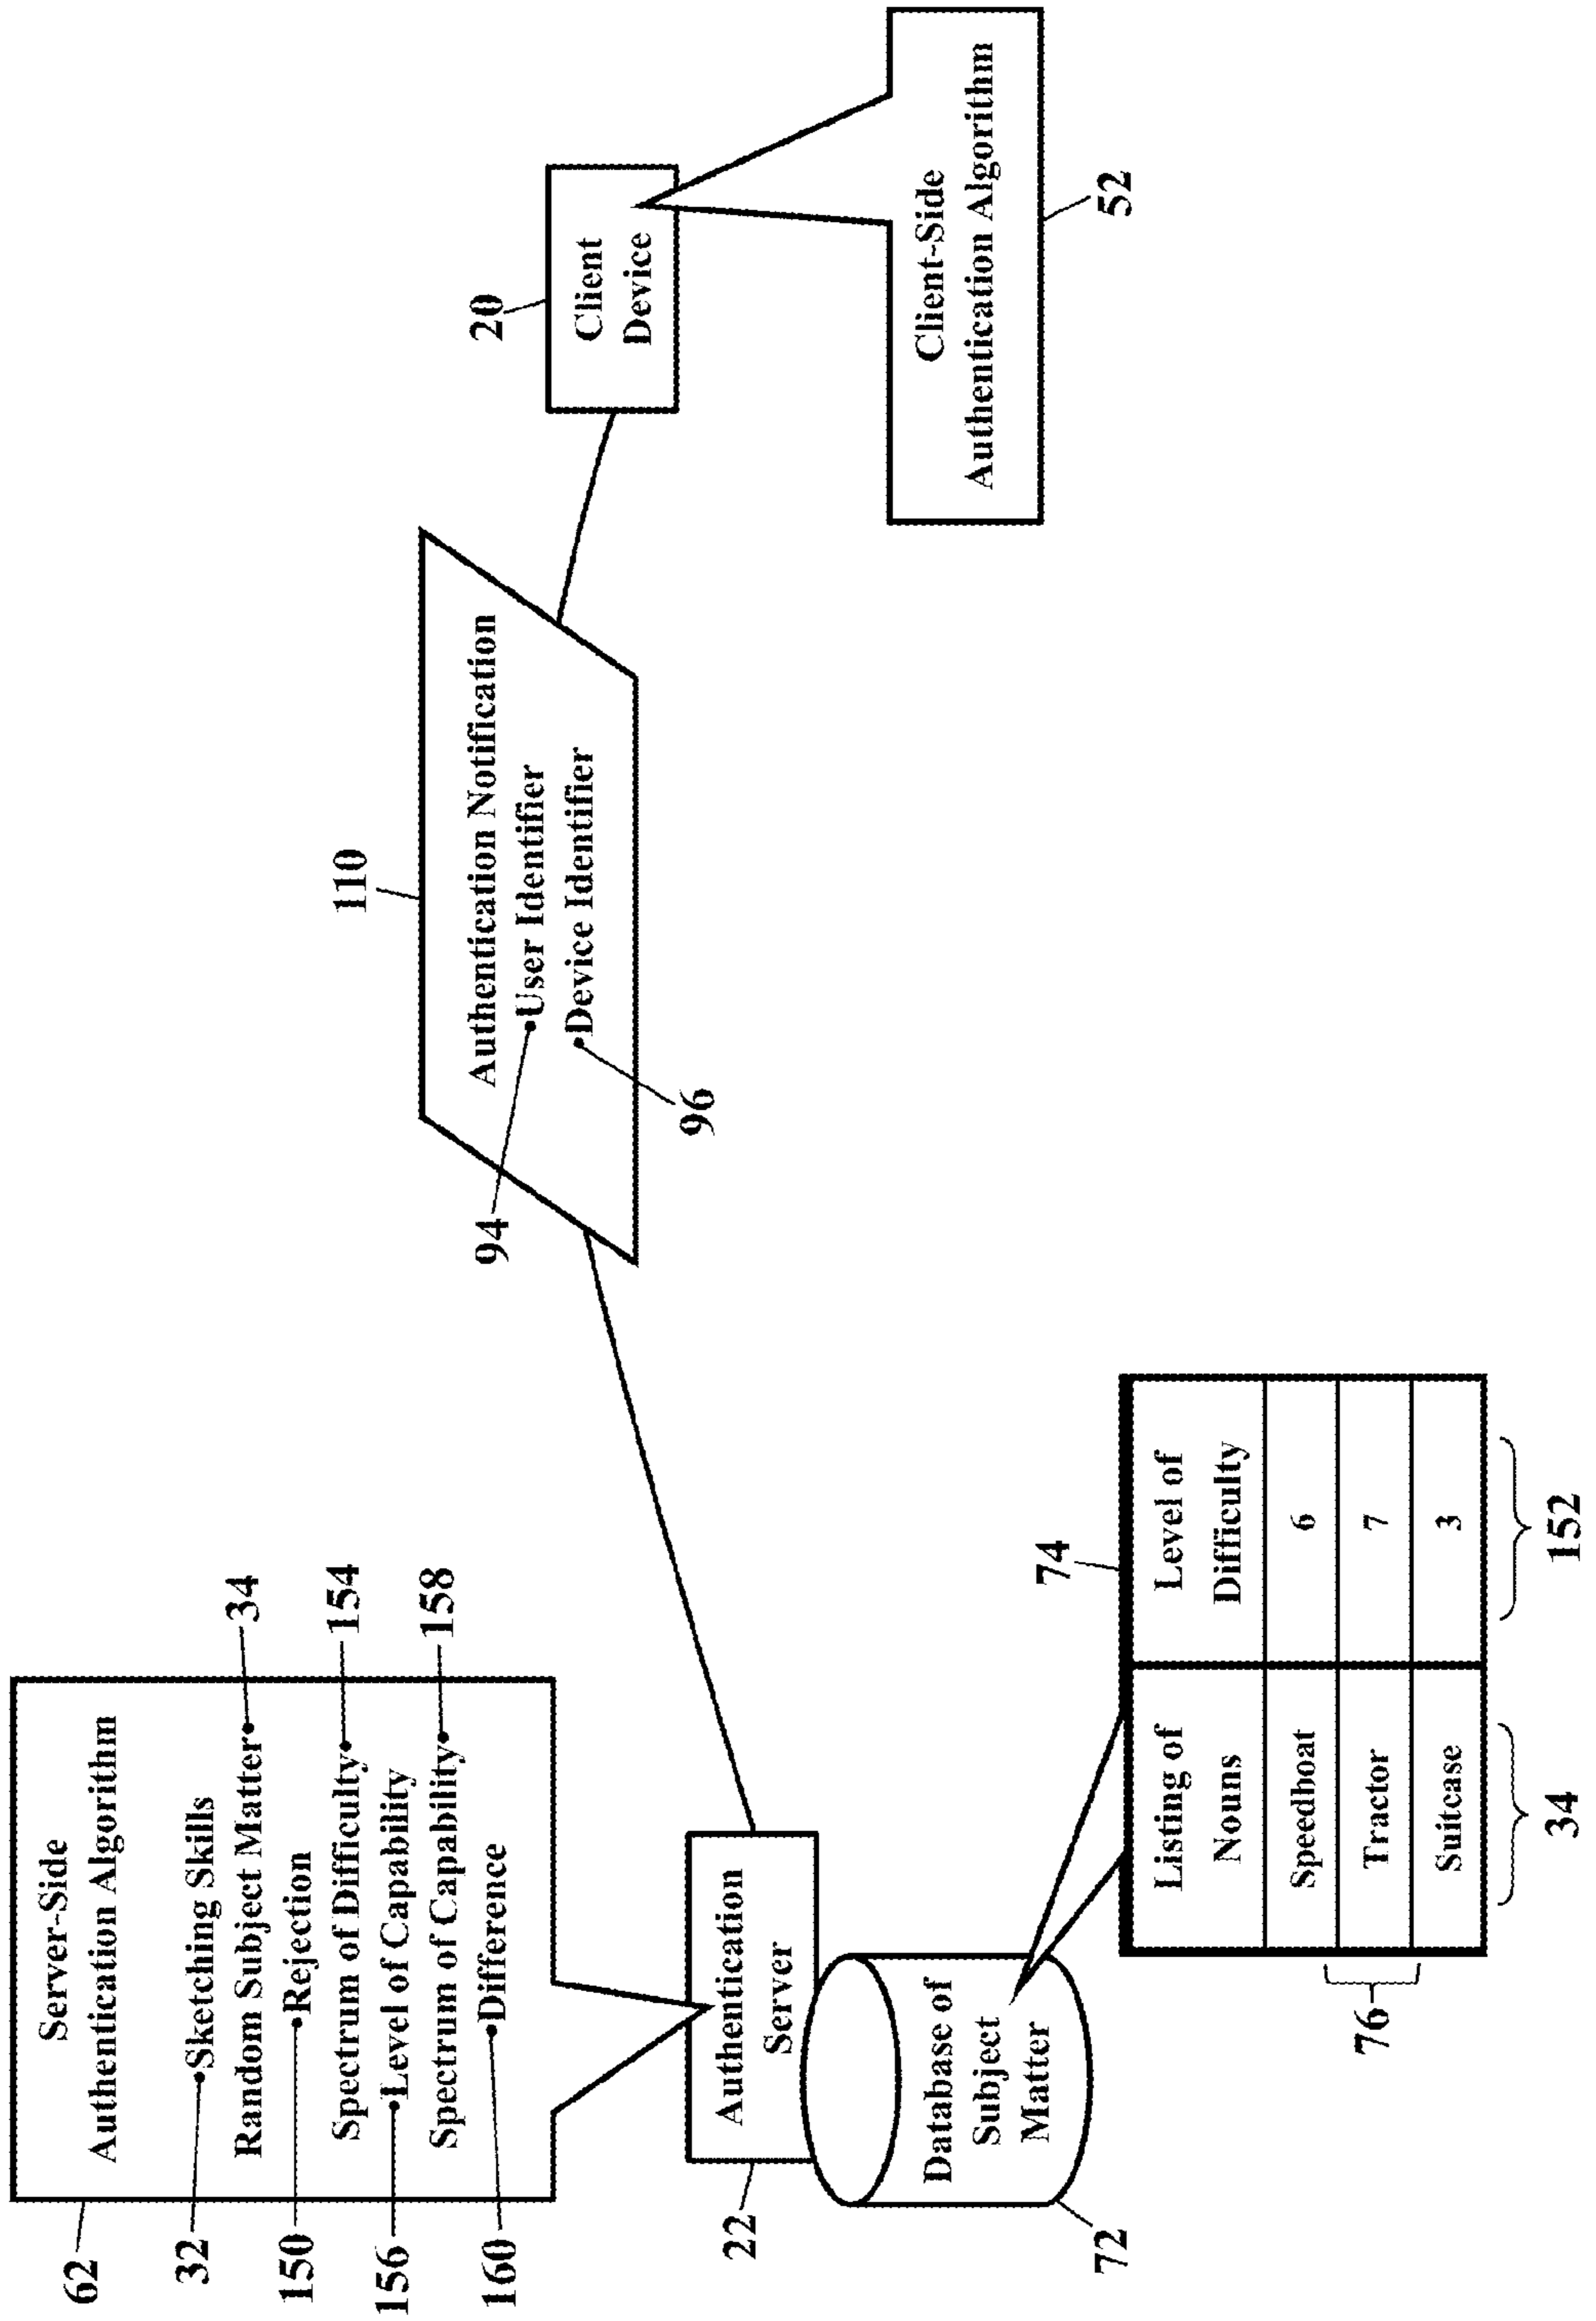 62
Server-Side
Authentication Algorithm
32
Sketching Skills
Random Subject Matter
34
150
Rejection
Spectrum of Difficulty
154
156
Level of Capability
Spectrum of Capability
158
160
Difference
22
Authentication
Server
72
Database of
Subject
Matter
74
Listing of
Nouns
Level of
Difficulty
Speedboat
6
Tractor
7
Suitcase
3
76
34
152
110
Authentication Notification
User Identifier
Device Identifier
94
96
20
Client
Device
Client-Side
Authentication Algorithm
52